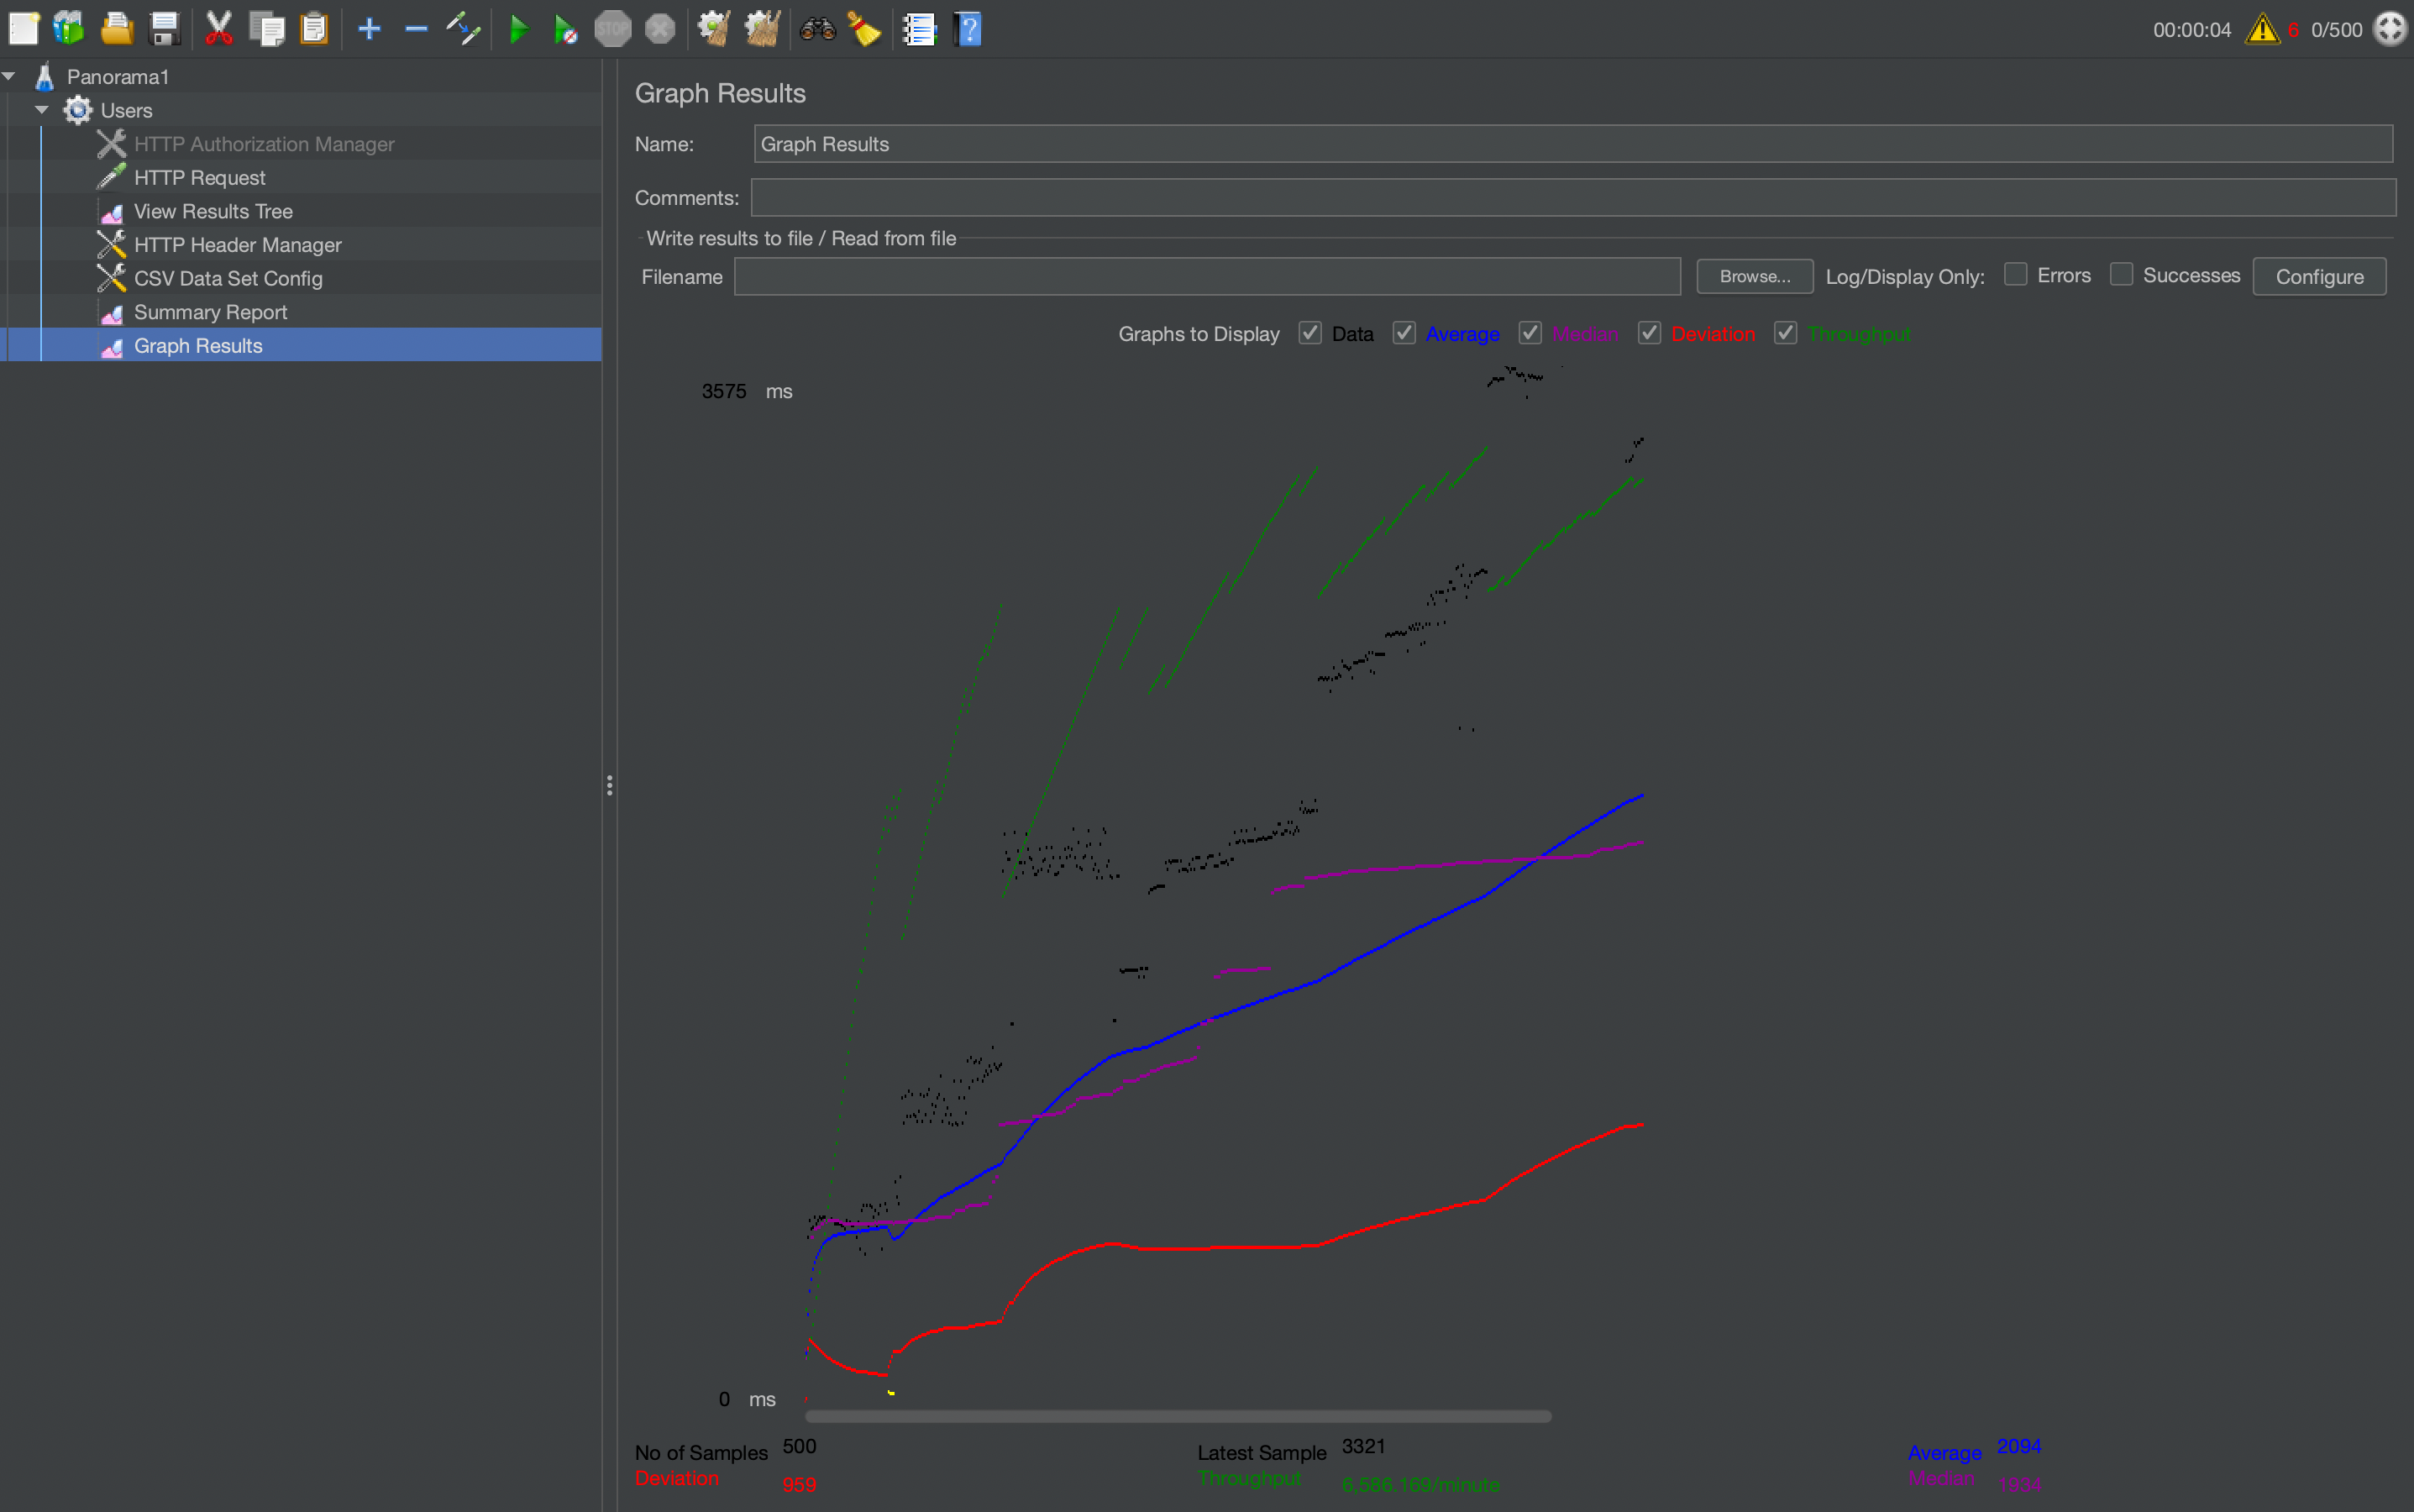 STOP
00:00:04 6 0/500
Panorama1
Users
HTTP Authorization Manager
HTTP Request
View Results Tree
HTTP Header Manager
CSV Data Set Config
Summary Report
Graph Results
Graph Results
Name: Graph Results
Comments:
Write results to file / Read from file
Filename Browse... Log/Display Only: Errors Successes Configure
Graphs to Display Data Average Median Deviation Throughput
3575 ms
0 ms
No of Samples 500 Latest Sample 3321 Average 2094
Deviation 959 Throughput 6,586.169/minute Median 1934